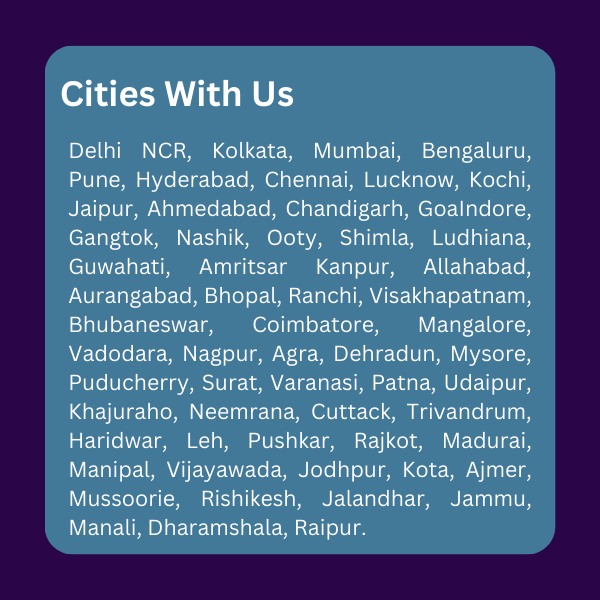 Cities With Us
Delhi NCR, Kolkata, Mumbai, Bengaluru,
Pune, Hyderabad, Chennai, Lucknow, Kochi,
Jaipur, Ahmedabad, Chandigarh, GoaIndore,
Gangtok, Nashik, Ooty, Shimla, Ludhiana,
Guwahati, Amritsar Kanpur, Allahabad,
Aurangabad, Bhopal, Ranchi, Visakhapatnam,
Bhubaneswar, Coimbatore, Mangalore,
Vadodara, Nagpur, Agra, Dehradun, Mysore,
Puducherry, Surat, Varanasi, Patna, Udaipur,
Khajuraho, Neemrana, Cuttack, Trivandrum,
Haridwar, Leh, Pushkar, Rajkot, Madurai,
Manipal, Vijayawada, Jodhpur, Kota, Ajmer,
Mussoorie, Rishikesh, Jalandhar, Jammu,
Manali, Dharamshala, Raipur.